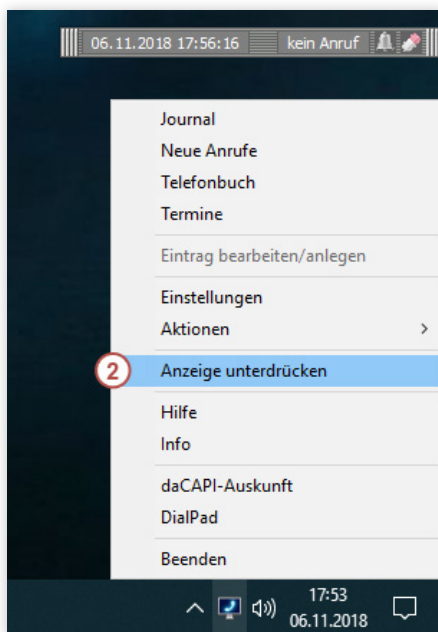 06.11.2018 17:56:16 kein Anruf
Journal
Neue Anrufe
Telefonbuch
Termine
Eintrag bearbeiten/anlegen
Einstellungen
Aktionen
2 Anzeige unterdrücken
Hilfe
Info
daCAPI-Auskunft
DialPad
Beenden
17:53
06.11.2018